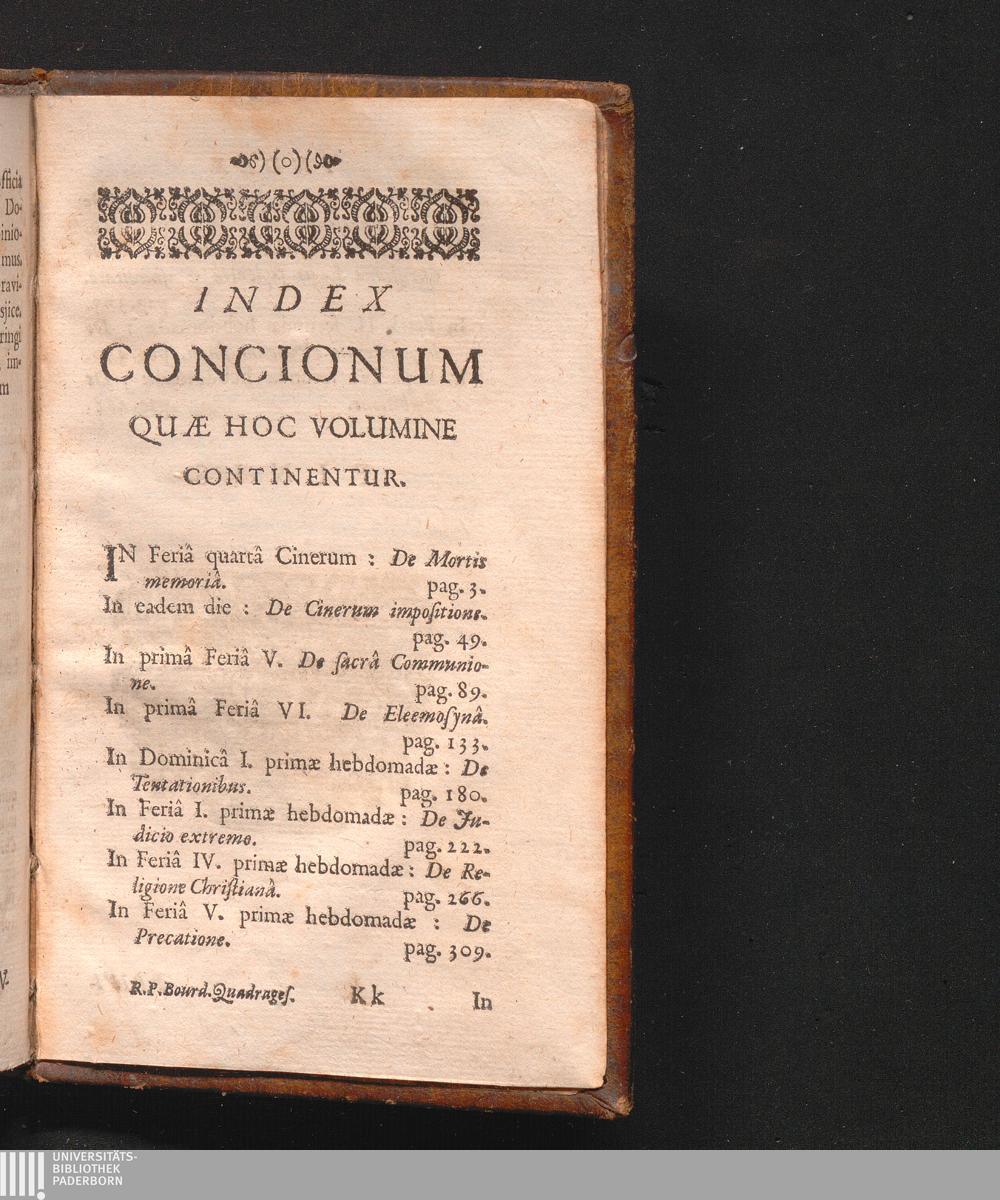 INDEX
CONCIONUM
QUÆ HOC VOLUMINE
CONTINENTUR.
IN Feriâ quartâ Cinerum : De Mortis
memoriâ. pag. 3.
In eadem die : De Cinerum impoſitione.
pag. 49.
In primâ Feriâ V. De ſacrâ Communio-
ne. pag. 89.
In primâ Feriâ VI. De Eleemoſynâ.
pag. 133.
In Dominicâ I. primæ hebdomadæ : De
Tentationibus. pag. 180.
In Feriâ I. primæ hebdomadæ : De Ju-
dicio extremo. pag. 222.
In Feriâ IV. primæ hebdomadæ : De Re-
ligione Chriſtianâ. pag. 266.
In Feriâ V. primæ hebdomadæ : De
Precatione. pag. 309.
R.P. Bourd. Quadrageſ. Kk In
UNIVERSITÄTS-
BIBLIOTHEK
PADERBORN